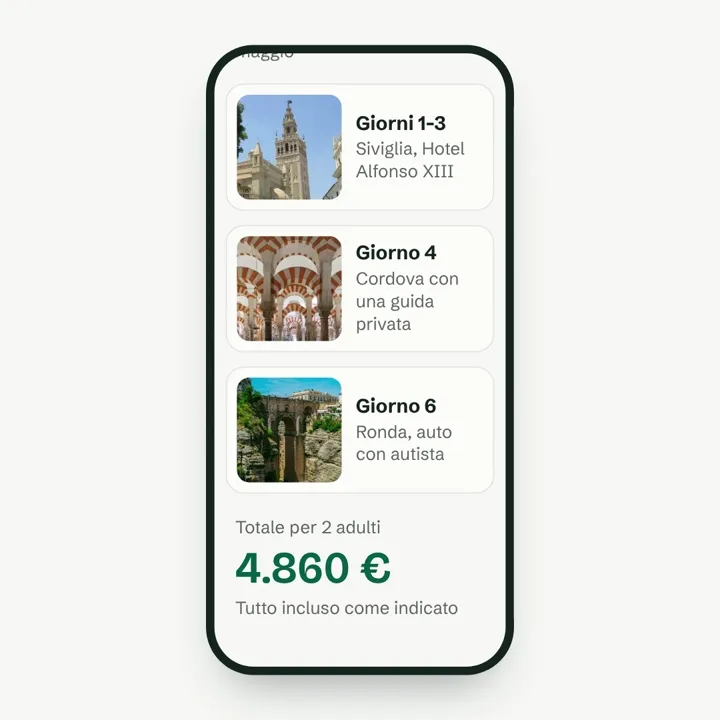 Giorni 1-3
Siviglia, Hotel
Alfonso XIII
Giorno 4
Cordova con
una guida
privata
Giorno 6
Ronda, auto
con autista
Totale per 2 adulti
4.860 €
Tutto incluso come indicato